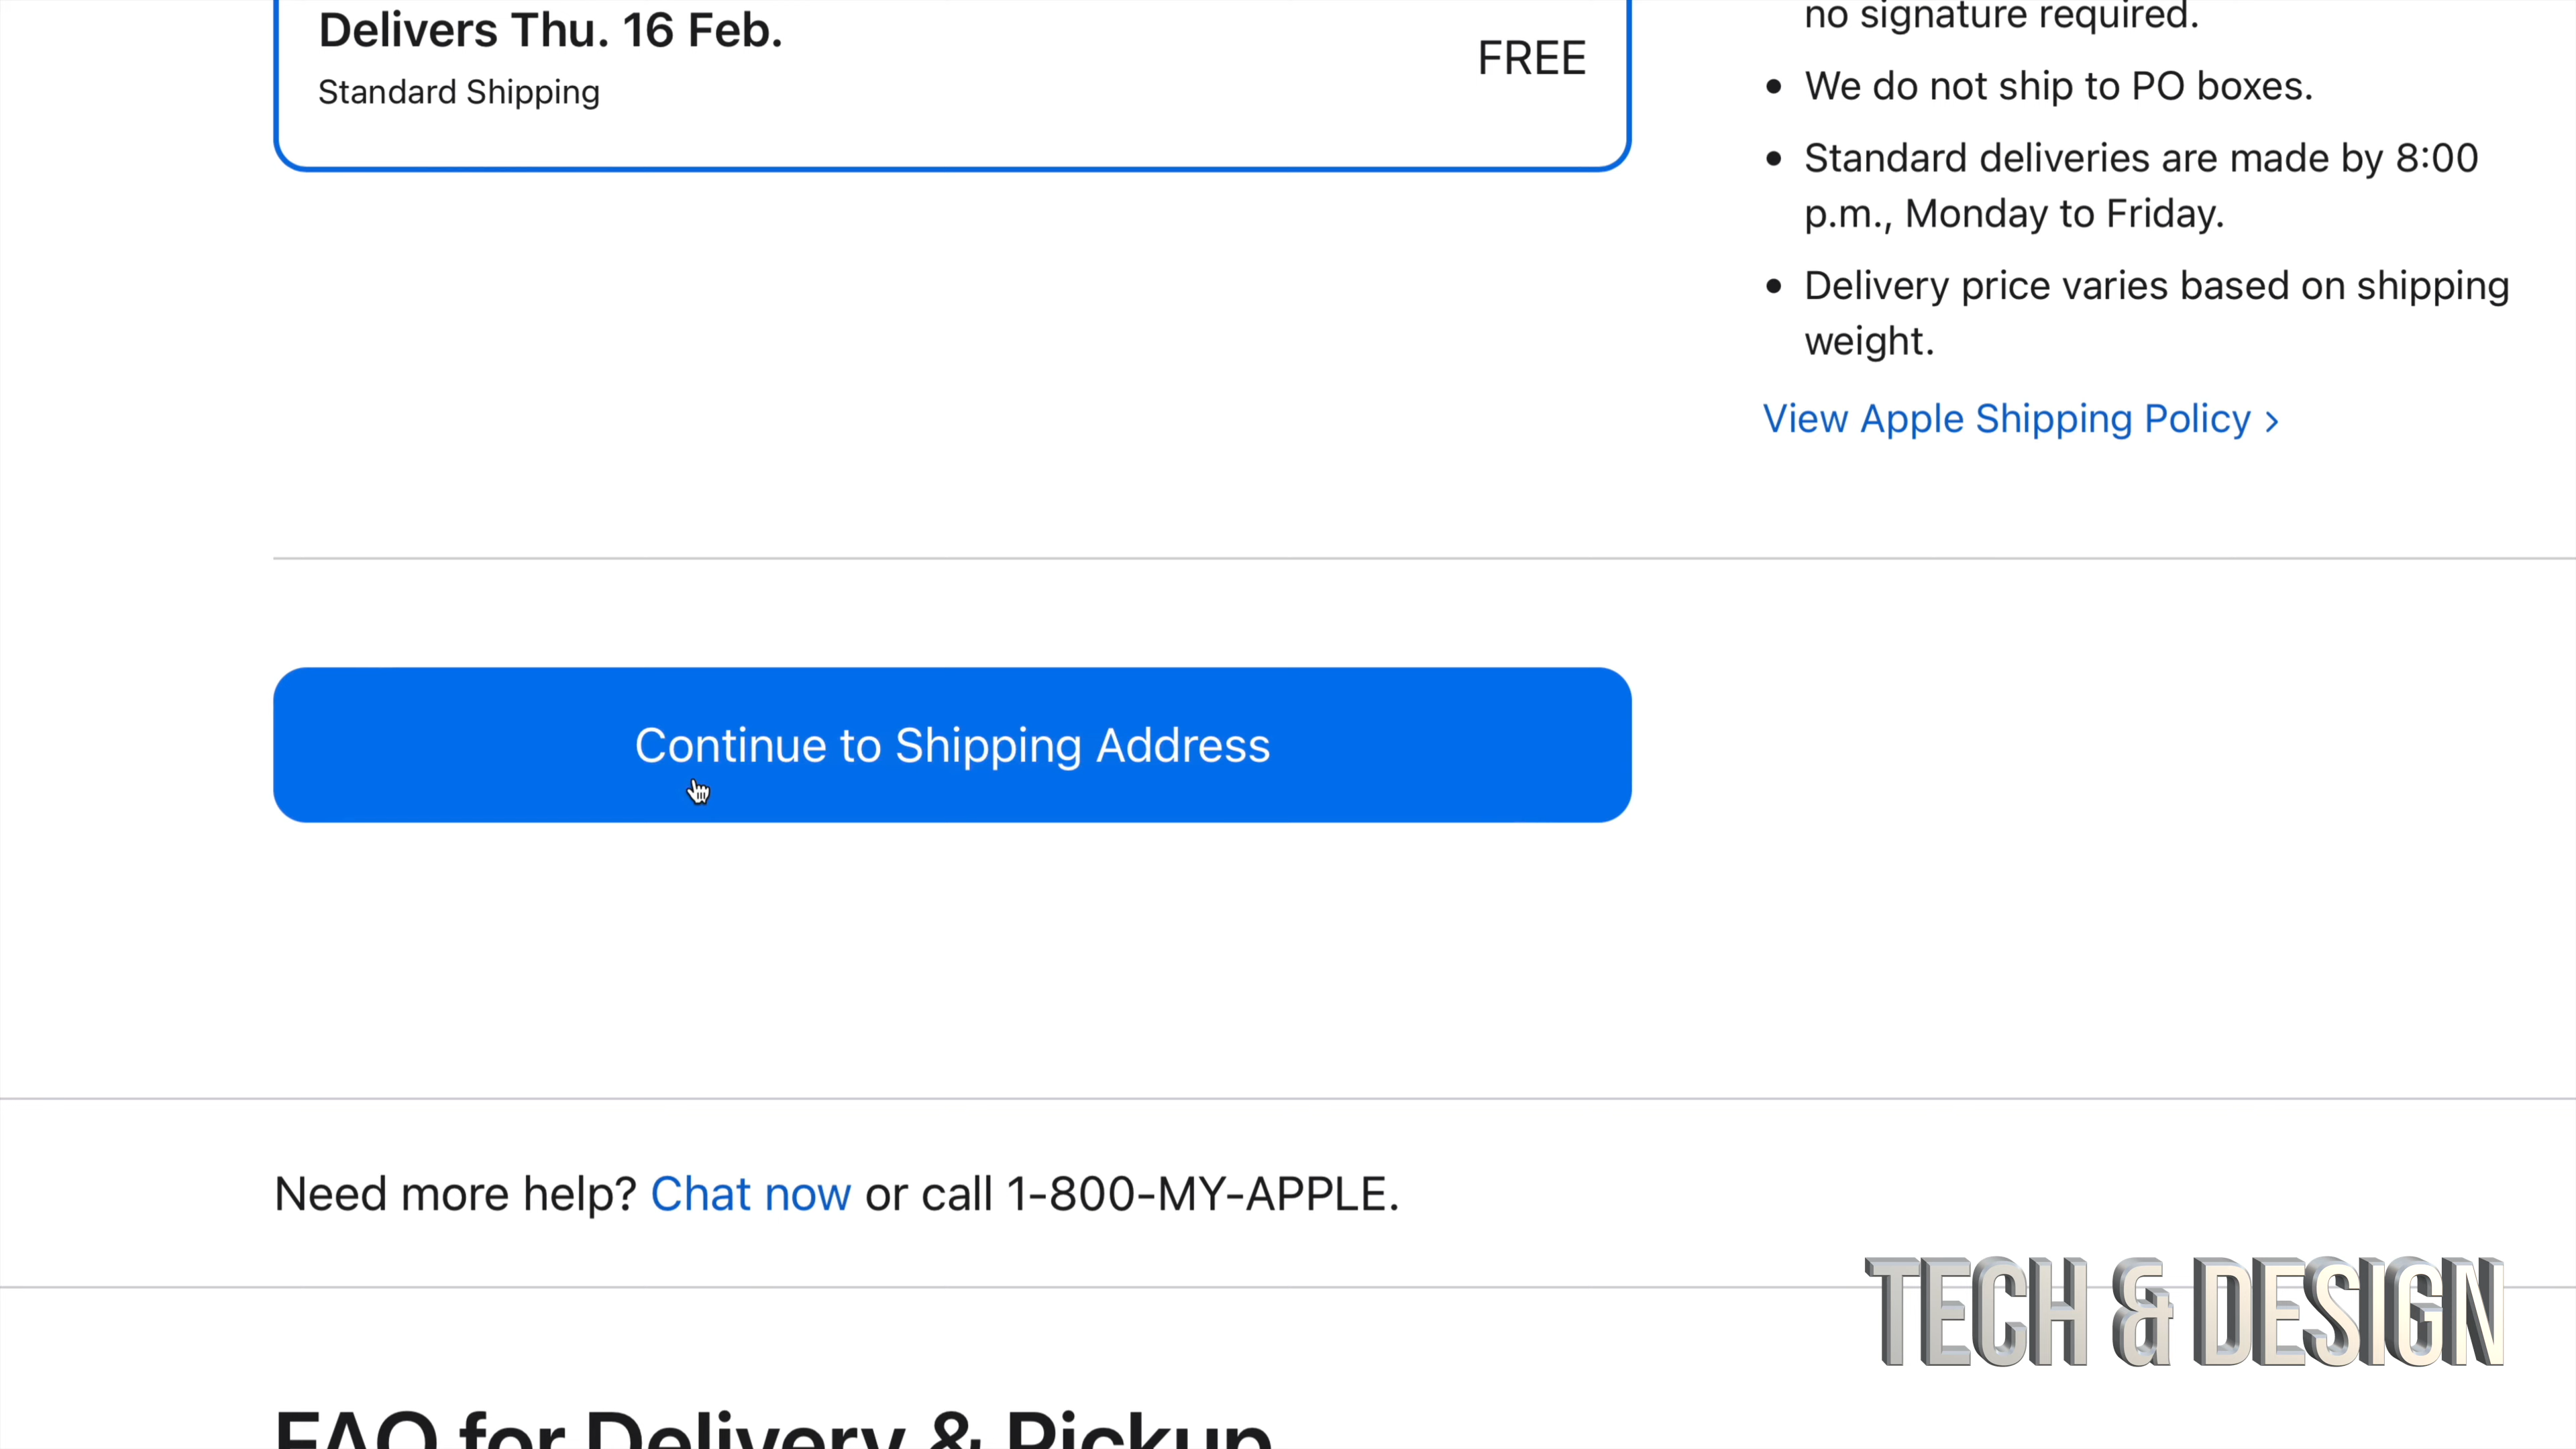 Delivers Thu. 16 Feb.
Standard Shipping
FREE
no signature required.
• We do not ship to PO boxes.
• Standard deliveries are made by 8:00
p.m., Monday to Friday.
• Delivery price varies based on shipping
weight.
View Apple Shipping Policy >
Continue to Shipping Address
Need more help? Chat now or call 1-800-MY-APPLE.
TECH & DESIGN
FAQ for Delivery & Pickup